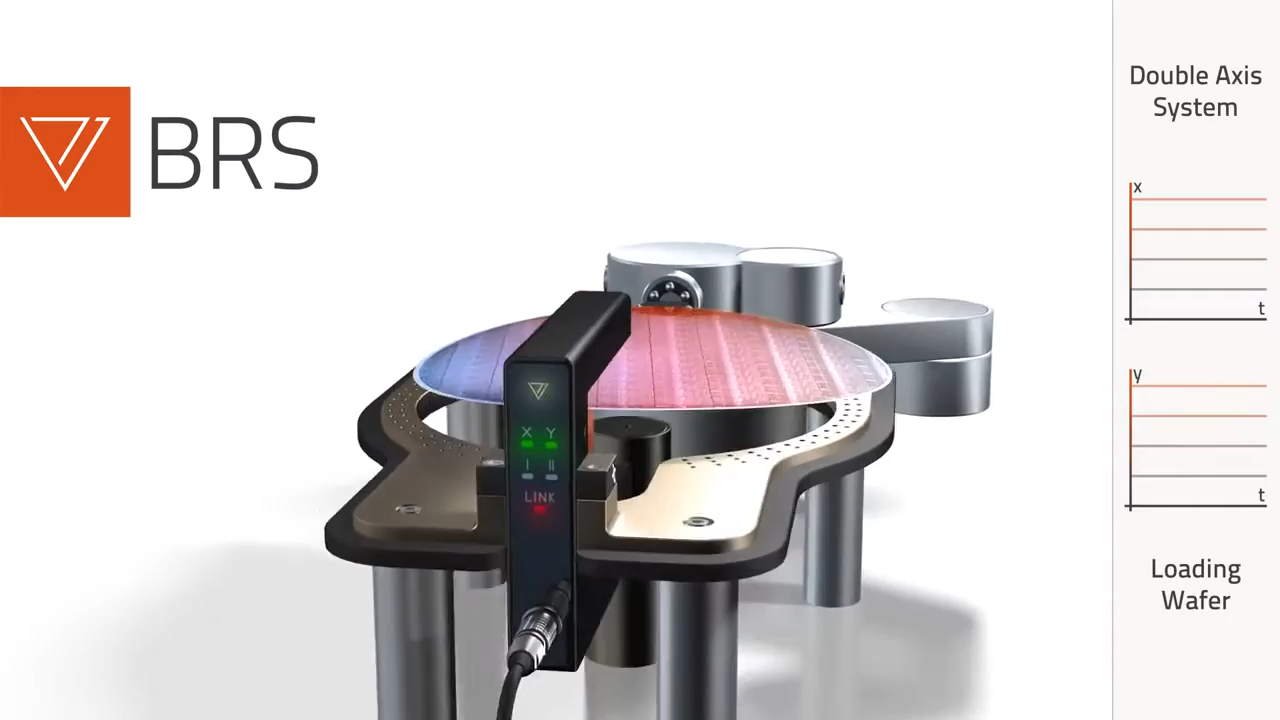 BRS
X Y
I II
LINK
Double Axis
System
x
t
y
t
Loading
Wafer